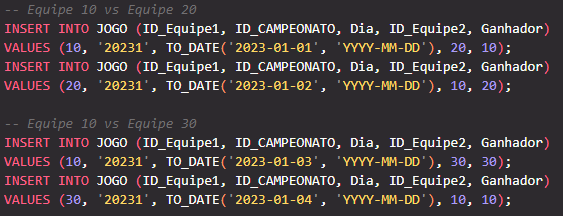 -- Equipe 10 vs Equipe 20
INSERT INTO JOGO (ID_Equipe1, ID_CAMPEONATO, Dia, ID_Equipe2, Ganhador)
VALUES (10, '20231', TO_DATE('2023-01-01', 'YYYY-MM-DD'), 20, 10);
INSERT INTO JOGO (ID_Equipe1, ID_CAMPEONATO, Dia, ID_Equipe2, Ganhador)
VALUES (20, '20231', TO_DATE('2023-01-02', 'YYYY-MM-DD'), 10, 20);
-- Equipe 10 vs Equipe 30
INSERT INTO JOGO (ID_Equipe1, ID_CAMPEONATO, Dia, ID_Equipe2, Ganhador)
VALUES (10, '20231', TO_DATE('2023-01-03', 'YYYY-MM-DD'), 30, 30);
INSERT INTO JOGO (ID_Equipe1, ID_CAMPEONATO, Dia, ID_Equipe2, Ganhador)
VALUES (30, '20231', TO_DATE('2023-01-04', 'YYYY-MM-DD'), 10, 10);